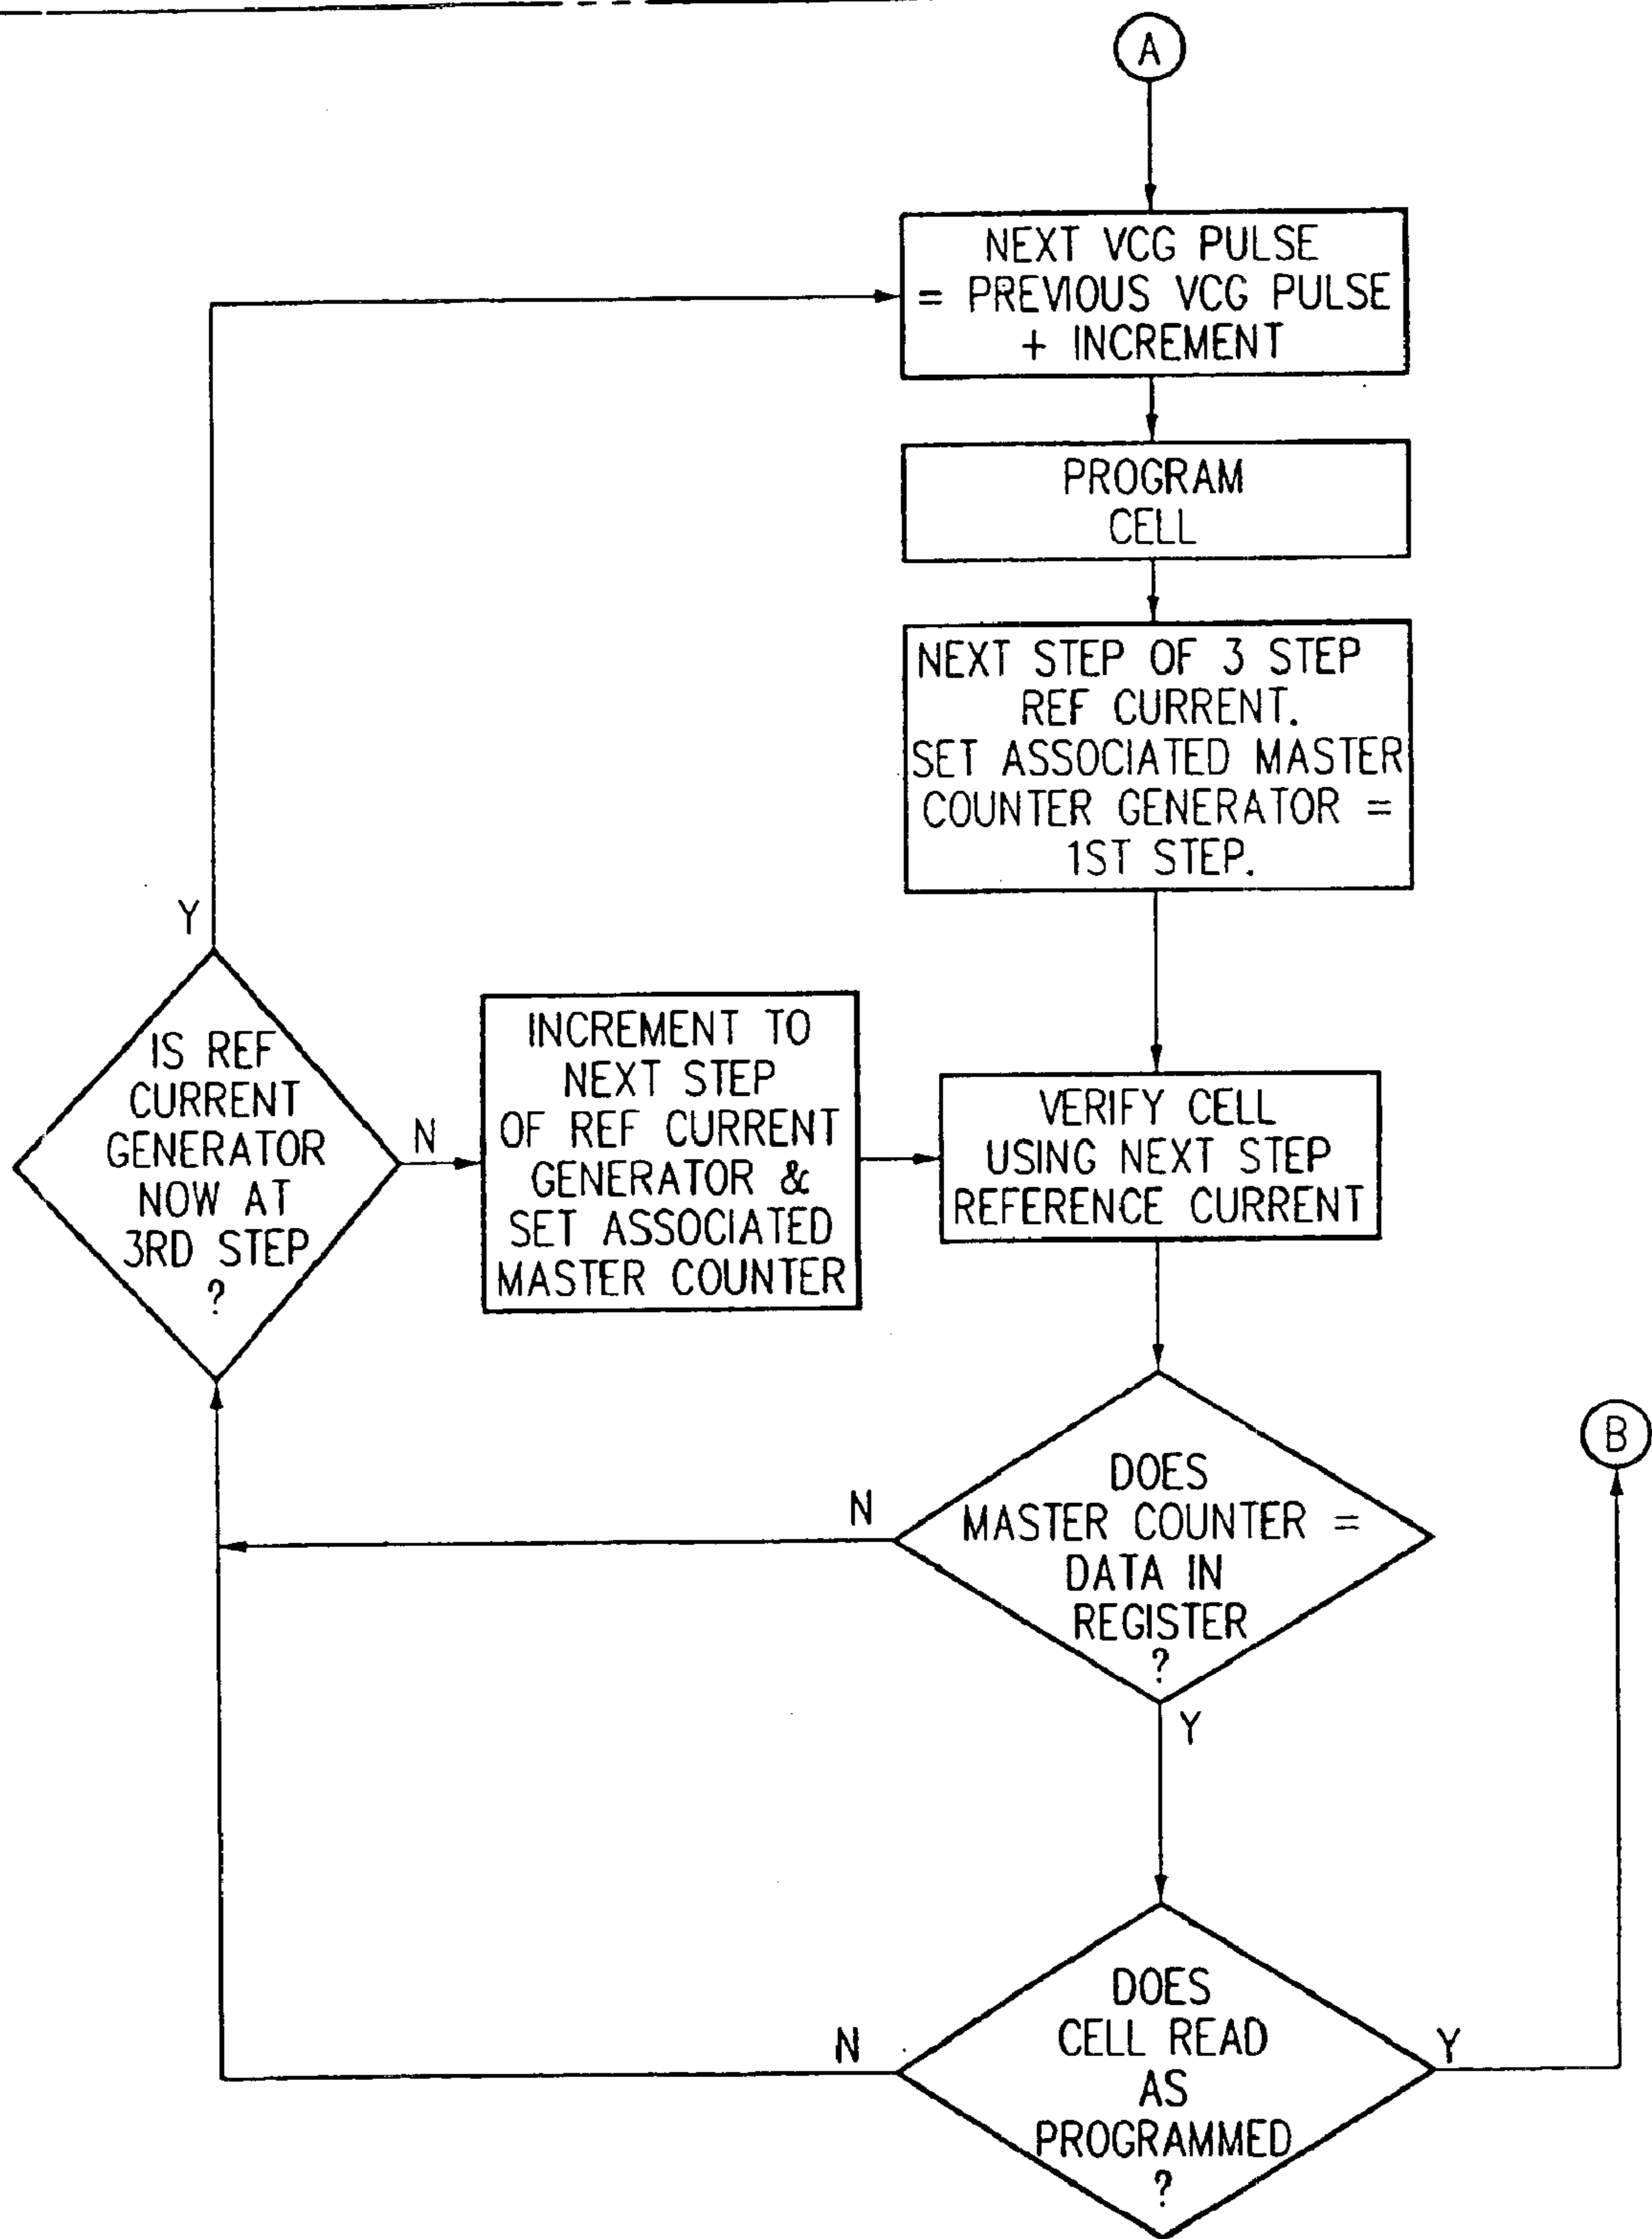 A
NEXT VCG PULSE
= PREVIOUS VCG PULSE
+ INCREMENT
PROGRAM
CELL
NEXT STEP OF 3 STEP
REF CURRENT.
SET ASSOCIATED MASTER
COUNTER GENERATOR =
1ST STEP.
Y
IS REF
CURRENT
GENERATOR
NOW AT
3RD STEP
?
N
INCREMENT TO
NEXT STEP
OF REF CURRENT
GENERATOR &
SET ASSOCIATED
MASTER COUNTER
VERIFY CELL
USING NEXT STEP
REFERENCE CURRENT
B
N
DOES
MASTER COUNTER =
DATA IN
REGISTER
?
Y
N
DOES
CELL READ
AS
PROGRAMMED
?
Y